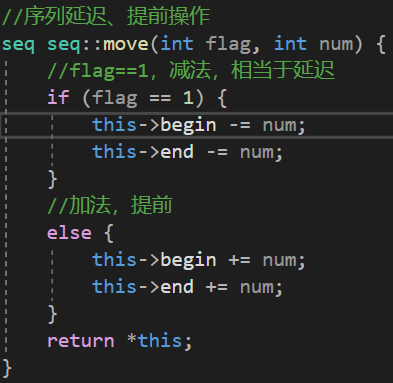 //序列延迟、提前操作
seq seq::move(int flag, int num) {
    //flag==1，减法，相当于延迟
    if (flag == 1) {
        this->begin -= num;
        this->end -= num;
    }
    //加法，提前
    else {
        this->begin += num;
        this->end += num;
    }
    return *this;
}